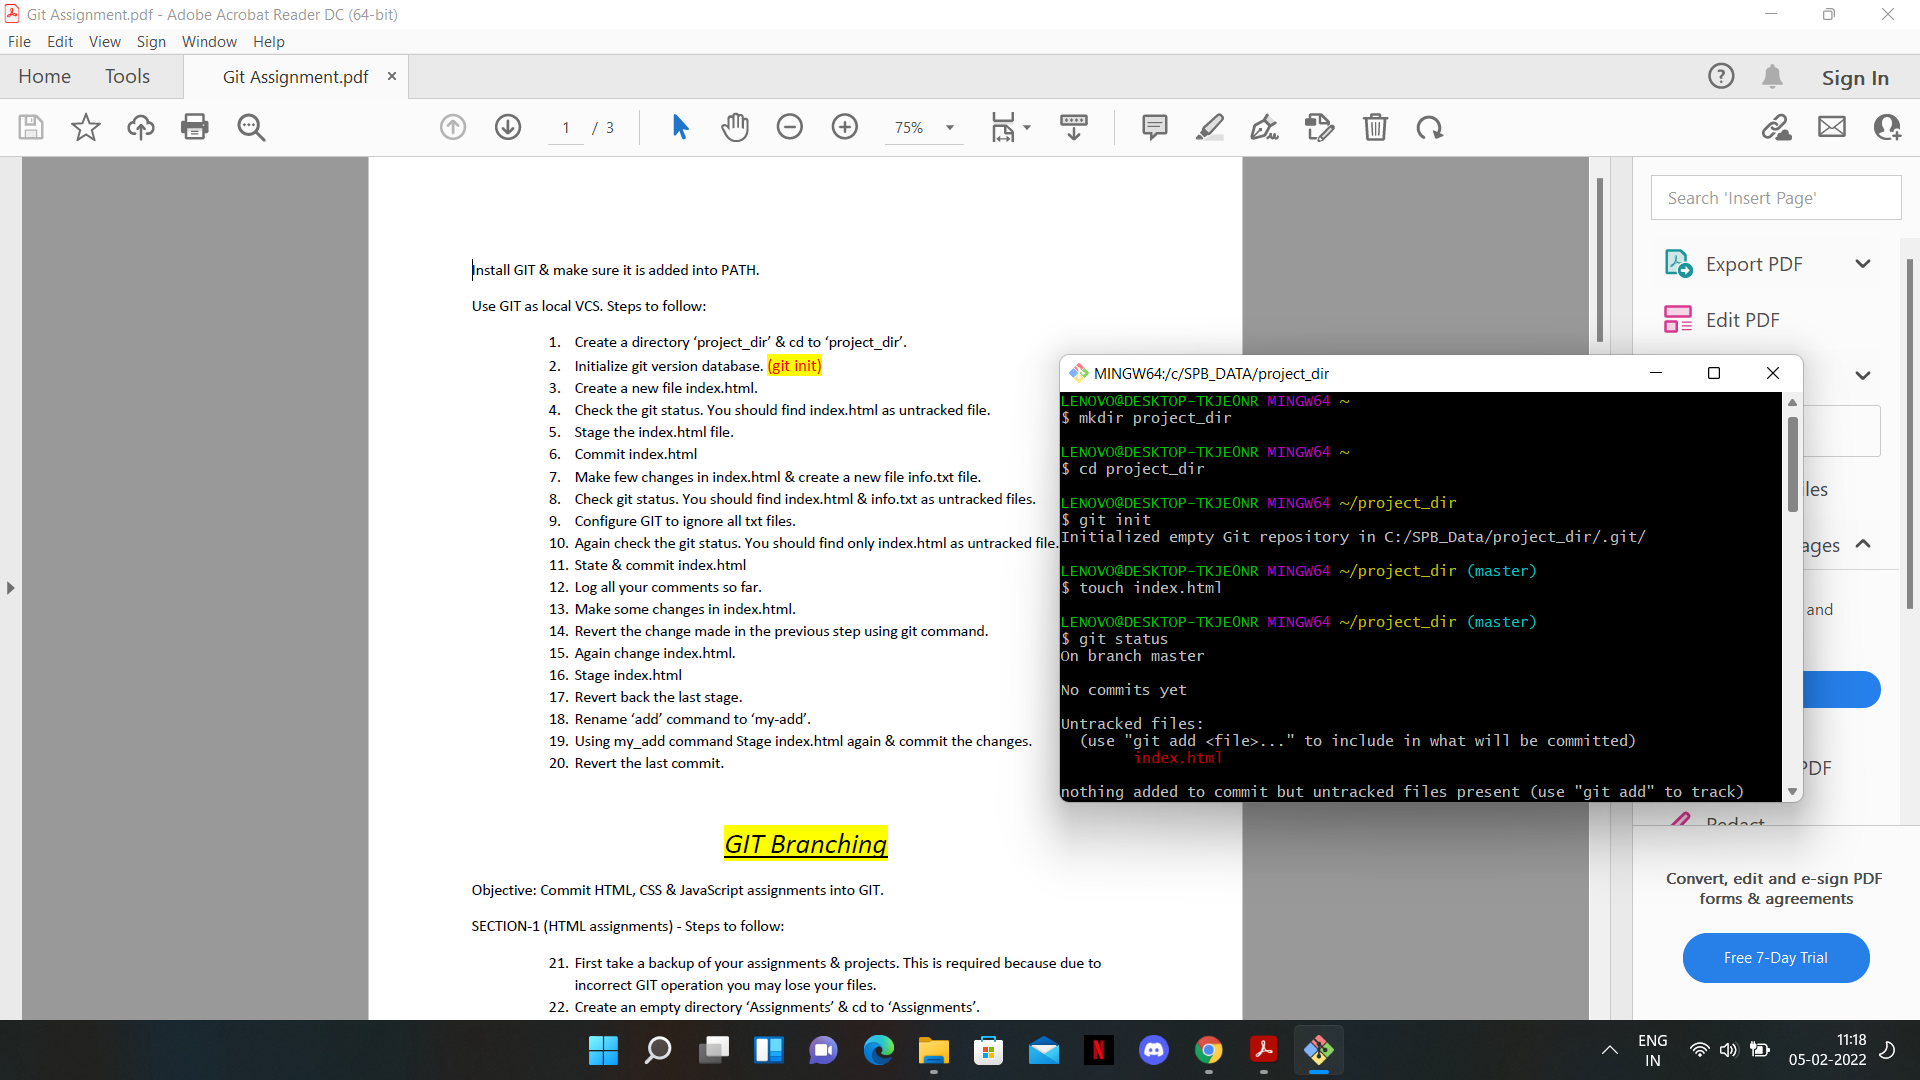 Git Assignment.pdf - Adobe Acrobat Reader DC (64-bit)
File Edit View Sign Window Help
Home Tools Git Assignment.pdf Sign In
1 / 3 75%
Search 'Insert Page'
Export PDF
Edit PDF
Install GIT & make sure it is added into PATH.
Use GIT as local VCS. Steps to follow:
1. Create a directory ‘project_dir’ & cd to ‘project_dir’.
2. Initialize git version database. (git init)
3. Create a new file index.html.
4. Check the git status. You should find index.html as untracked file.
5. Stage the index.html file.
6. Commit index.html
7. Make few changes in index.html & create a new file info.txt file.
8. Check git status. You should find index.html & info.txt as untracked files.
9. Configure GIT to ignore all txt files.
10. Again check the git status. You should find only index.html as untracked file.
11. State & commit index.html
12. Log all your comments so far.
13. Make some changes in index.html.
14. Revert the change made in the previous step using git command.
15. Again change index.html.
16. Stage index.html
17. Revert back the last stage.
18. Rename ‘add’ command to ‘my-add’.
19. Using my_add command Stage index.html again & commit the changes.
20. Revert the last commit.
GIT Branching
Objective: Commit HTML, CSS & JavaScript assignments into GIT.
SECTION-1 (HTML assignments) - Steps to follow:
21. First take a backup of your assignments & projects. This is required because due to
incorrect GIT operation you may lose your files.
22. Create an empty directory ‘Assignments’ & cd to ‘Assignments’.
MINGW64:/c/SPB_DATA/project_dir
LENOVO@DESKTOP-TKJE0NR MINGW64 ~
$ mkdir project_dir
LENOVO@DESKTOP-TKJE0NR MINGW64 ~
$ cd project_dir
LENOVO@DESKTOP-TKJE0NR MINGW64 ~/project_dir
$ git init
Initialized empty Git repository in C:/SPB_Data/project_dir/.git/
LENOVO@DESKTOP-TKJE0NR MINGW64 ~/project_dir (master)
$ touch index.html
LENOVO@DESKTOP-TKJE0NR MINGW64 ~/project_dir (master)
$ git status
On branch master
No commits yet
Untracked files:
(use "git add <file>..." to include in what will be committed)
index.html
nothing added to commit but untracked files present (use "git add" to track)
iles
ages
and
PDF
Redact
Convert, edit and e-sign PDF
forms & agreements
Free 7-Day Trial
ENG
IN
11:18
05-02-2022